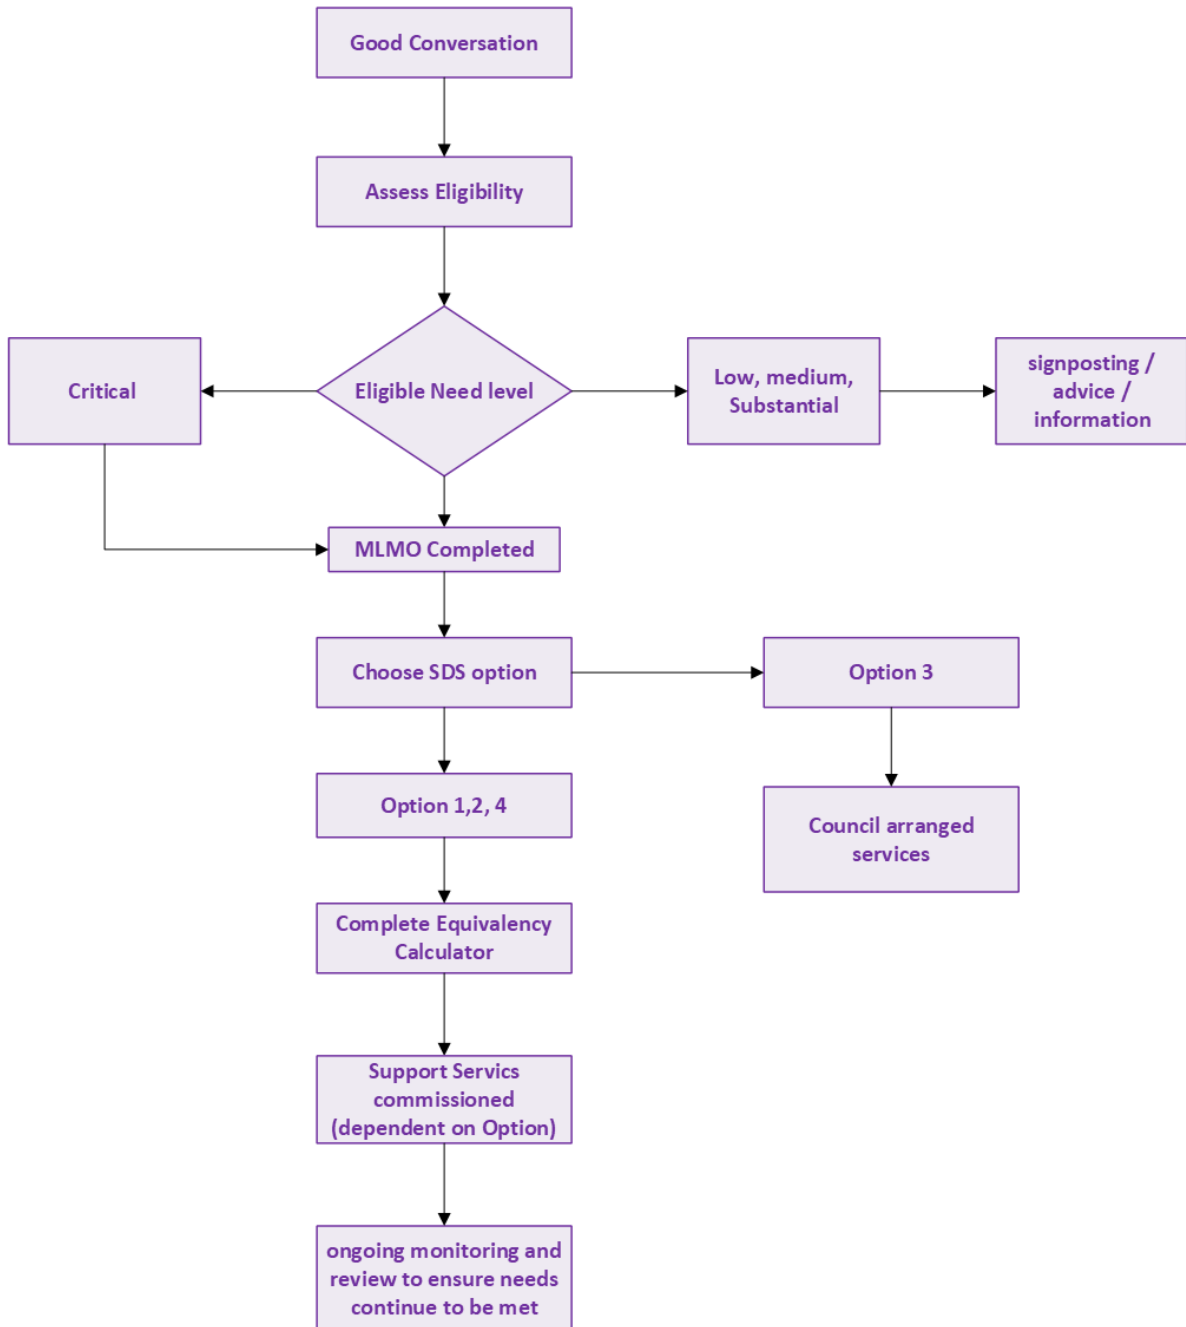 Good Conversation
Assess Eligibility
Critical
Eligible Need level
Low, medium,
Substantial
signposting /
advice /
information
MLMO Completed
Choose SDS option
Option 3
Option 1,2, 4
Council arranged
services
Complete Equivalency
Calculator
Support Servics
commissioned
(dependent on Option)
ongoing monitoring and
review to ensure needs
continue to be met